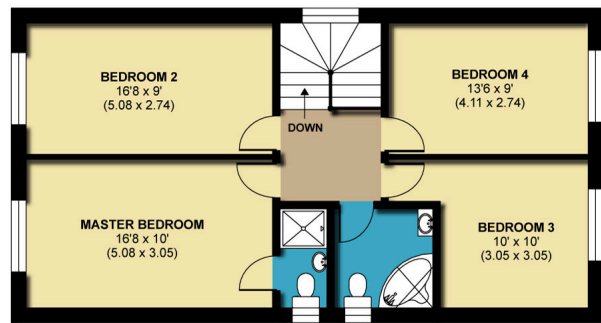 BEDROOM 2
16'8 x 9'
(5.08 x 2.74)
DOWN
BEDROOM 4
13'6 x 9'
(4.11 x 2.74)
MASTER BEDROOM
16'8 x 10'
(5.08 x 3.05)
BEDROOM 3
10' x 10'
(3.05 x 3.05)